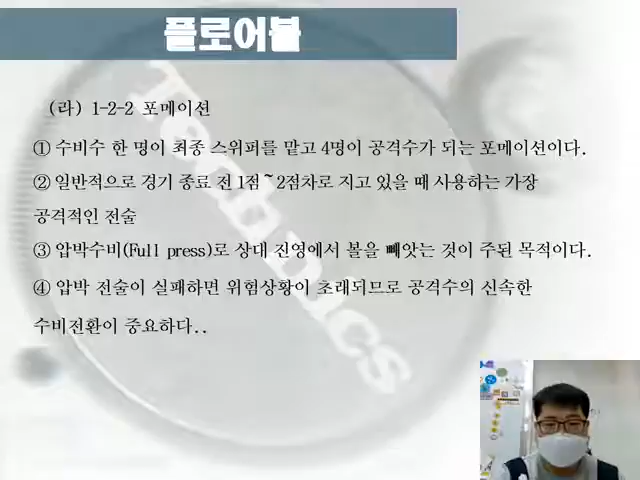 플로어볼
(라) 1-2-2 포메이션
① 수비수 한 명이 최종 스위퍼를 맡고 4명이 공격수가 되는 포메이션이다.
② 일반적으로 경기 종료 전 1점~2점차로 지고 있을 때 사용하는 가장
공격적인 전술
③ 압박수비(Full press)로 상대 진영에서 볼을 빼앗는 것이 주된 목적이다.
④ 압박 전술이 실패하면 위험상황이 초래되므로 공격수의 신속한
수비전환이 중요하다..
Technics